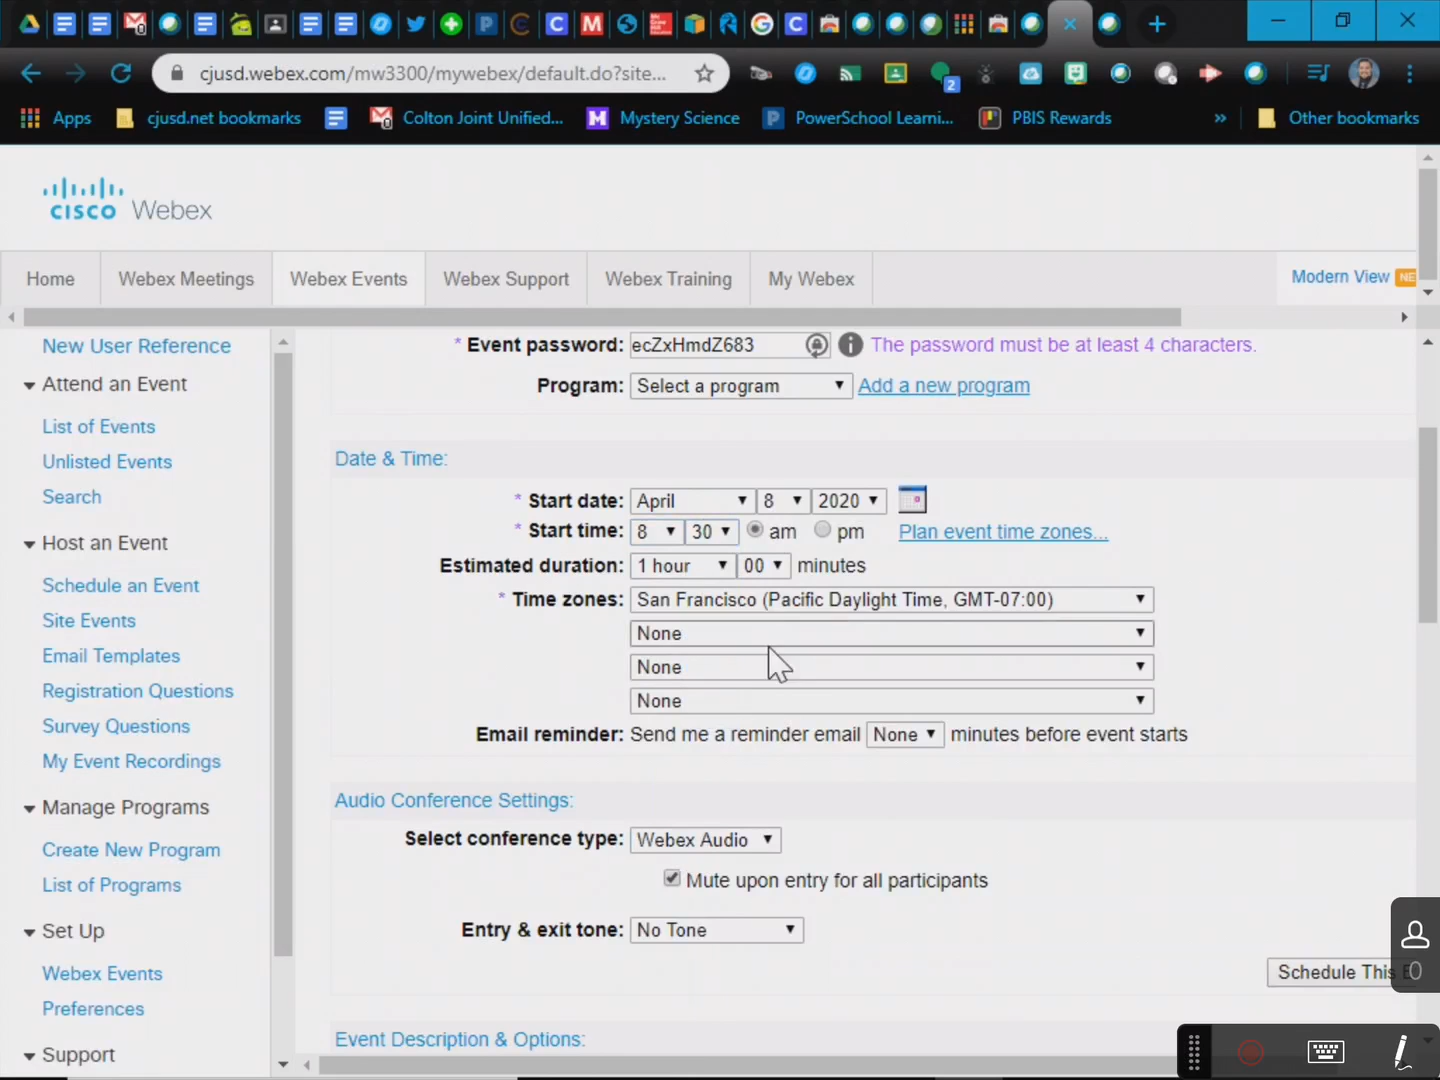 cjusd.webex.com/mw3300/mywebex/default.do?site...
2
Apps
cjusd.net bookmarks
Colton Joint Unified...
Mystery Science
PowerSchool Learni...
PBIS Rewards
»
Other bookmarks
CISCO Webex
Home
Webex Meetings
Webex Events
Webex Support
Webex Training
My Webex
Modern View NE
New User Reference
Attend an Event
List of Events
Unlisted Events
Search
Host an Event
Schedule an Event
Site Events
Email Templates
Registration Questions
Survey Questions
My Event Recordings
Manage Programs
Create New Program
List of Programs
Set Up
Webex Events
Preferences
Support
* Event password: ecZxHmdZ683 The password must be at least 4 characters.
Program: Select a program Add a new program
Date & Time:
* Start date: April 8 2020
* Start time: 8 30 am pm Plan event time zones...
Estimated duration: 1 hour 00 minutes
* Time zones: San Francisco (Pacific Daylight Time, GMT-07:00)
None
None
None
Email reminder: Send me a reminder email None minutes before event starts
Audio Conference Settings:
Select conference type: Webex Audio
Mute upon entry for all participants
Entry & exit tone: No Tone
Schedule This E
0
Event Description & Options: